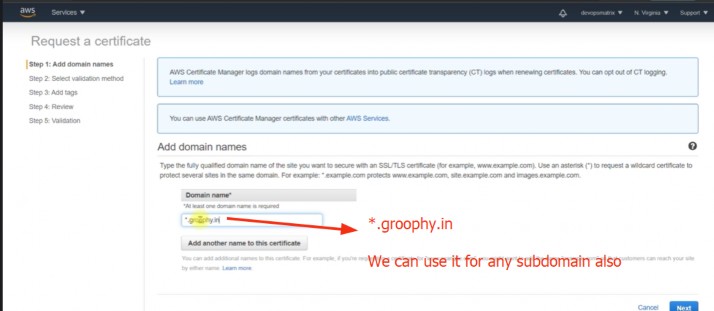 aws
Services
devopsmatrix
N. Virginia
Support
Request a certificate
Step 1: Add domain names
Step 2: Select validation method
Step 3: Add tags
Step 4: Review
Step 5: Validation
AWS Certificate Manager logs domain names from your certificates into public certificate transparency (CT) logs when renewing certificates. You can opt out of CT logging.
Learn more
You can use AWS Certificate Manager certificates with other AWS Services.
Add domain names
Type the fully qualified domain name of the site you want to secure with an SSL/TLS certificate (for example, www.example.com). Use an asterisk (*) to request a wildcard certificate to
protect several sites in the same domain. For example: *.example.com protects www.example.com, site.example.com and images.example.com.
Domain name*
*At least one domain name is required
*.groophy.in
*.groophy.in
Add another name to this certificate
We can use it for any subdomain also
You can add additional names to this certificate. For example, if you're customers can reach your site
by either name. Learn more.
Cancel
Next